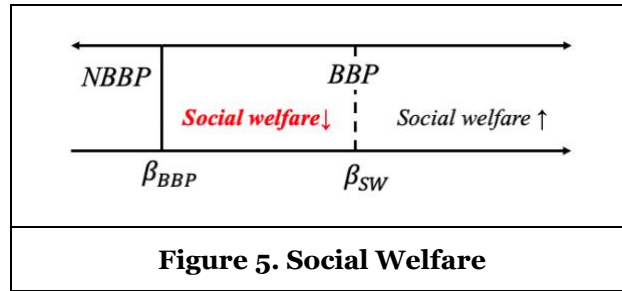 NBBP BBP
Social welfare↓ Social welfare ↑
β_BBP β_SW
Figure 5. Social Welfare